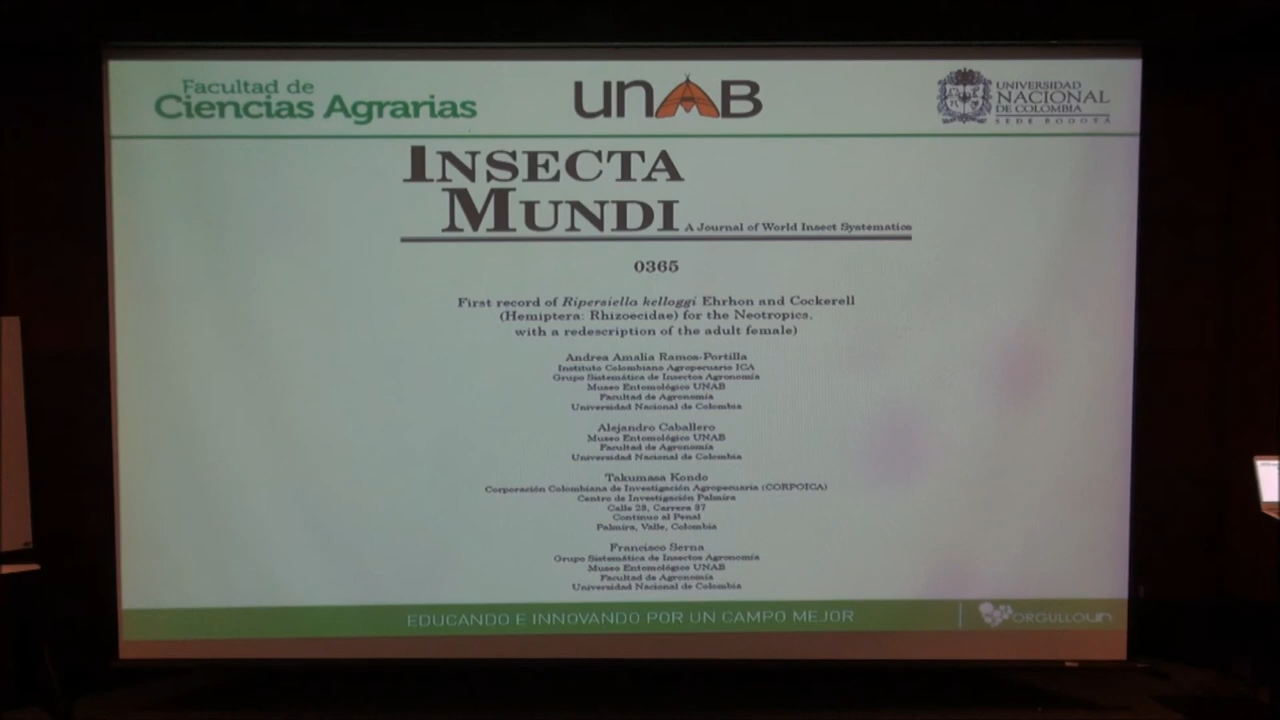 Facultad de
Ciencias Agrarias
UNAB
UNIVERSIDAD
NACIONAL
DE COLOMBIA
SEDE BOGOTÁ
INSECTA
MUNDI
A Journal of World Insect Systematics
0365
First record of Ripersiella kelloggi Ehrhon and Cockerell
(Hemiptera: Rhizoecidae) for the Neotropics,
with a redescription of the adult female)
Andrea Amalia Ramos-Portilla
Instituto Colombiano Agropecuario ICA
Grupo Sistemática de Insectos Agronomía
Museo Entomológico UNAB
Facultad de Agronomía
Universidad Nacional de Colombia
Alejandro Caballero
Museo Entomológico UNAB
Facultad de Agronomía
Universidad Nacional de Colombia
Takumasa Kondo
Corporación Colombiana de Investigación Agropecuaria (CORPOICA)
Centro de Investigación Palmira
Calle 23, Carrera 37
Continuo al Penal
Palmira, Valle, Colombia
Francisco Serna
Grupo Sistemática de Insectos Agronomía
Museo Entomológico UNAB
Facultad de Agronomía
Universidad Nacional de Colombia
EDUCANDO E INNOVANDO POR UN CAMPO MEJOR
ORGULLOUN